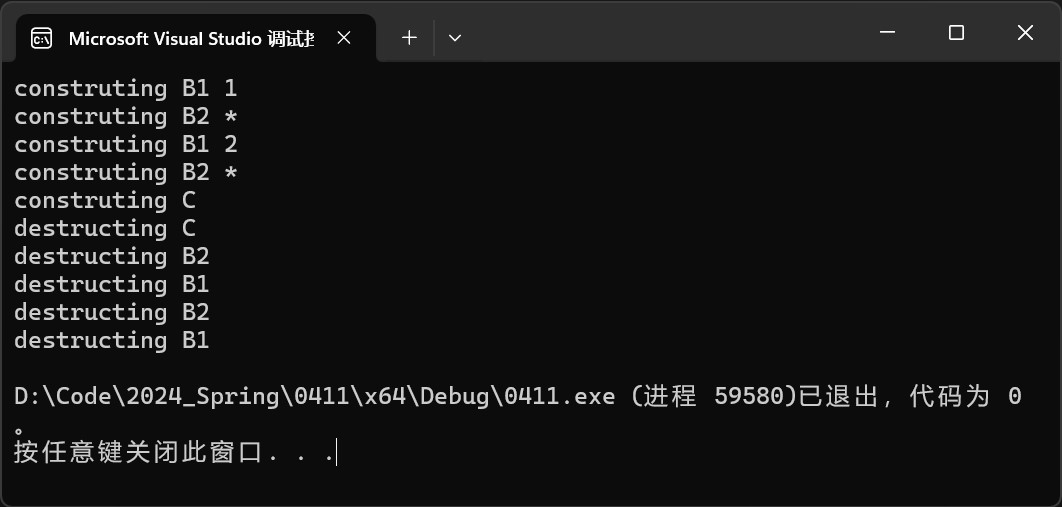 Microsoft Visual Studio 调试控
construting B1 1
construting B2 *
construting B1 2
construting B2 *
construting C
destructing C
destructing B2
destructing B1
destructing B2
destructing B1
D:\Code\2024_Spring\0411\x64\Debug\0411.exe (进程 59580)已退出，代码为 0
。
按任意键关闭此窗口. . .